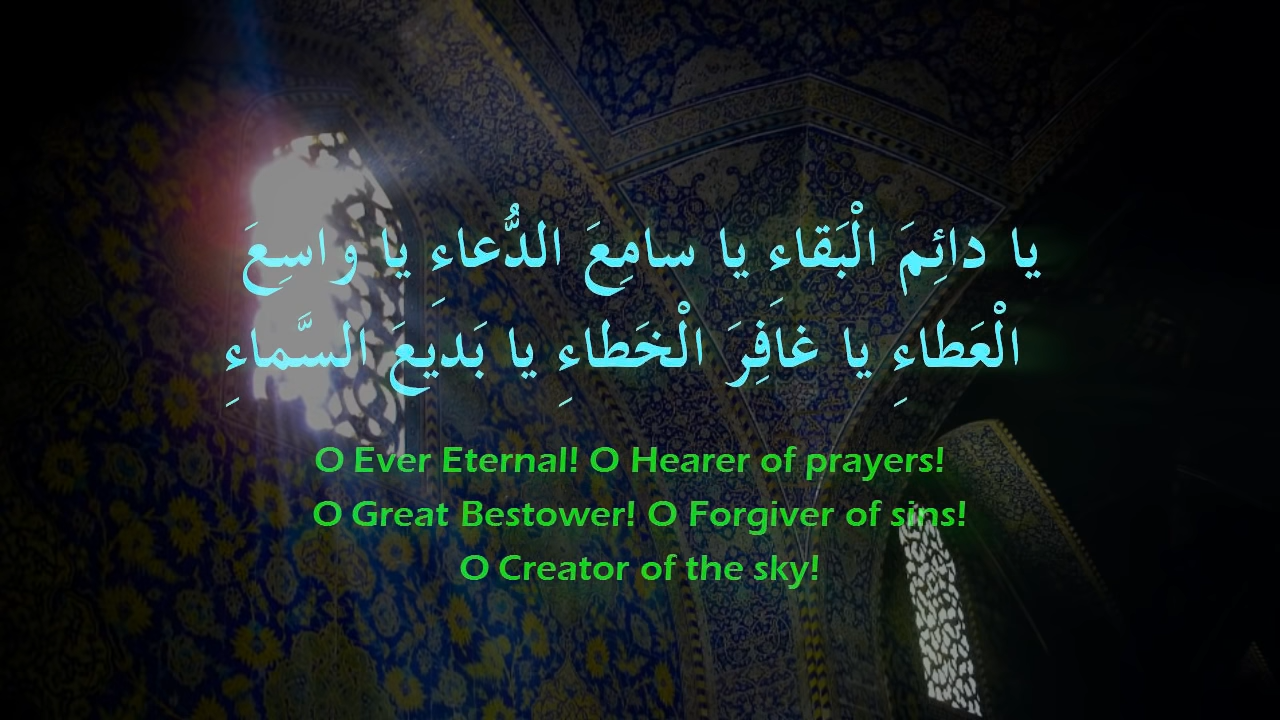 يا دائِمَ الْبَقاءِ يا سامِعَ الدُّعاءِ يا واسِعَ
الْعَطاءِ يا غافِرَ الْخَطاءِ يا بَديعَ السَّماءِ
O Ever Eternal! O Hearer of prayers!
O Great Bestower! O Forgiver of sins!
O Creator of the sky!